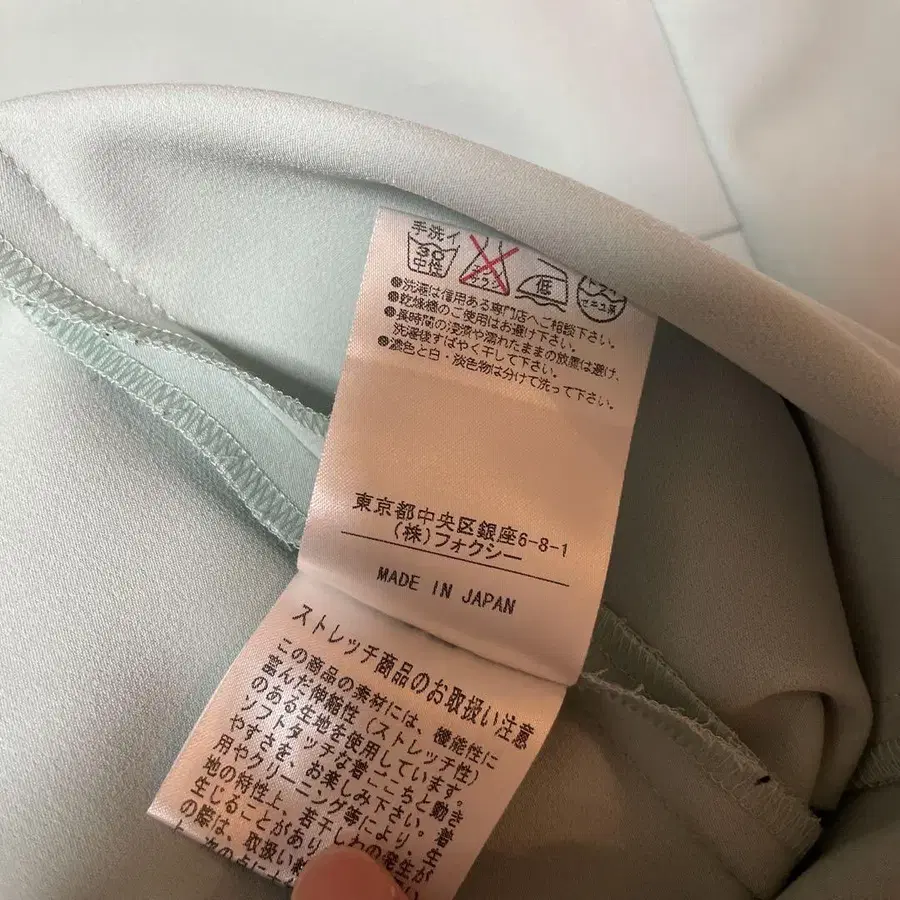 手洗イ
30
中性
低
●洗濯は信用ある専門店へご相談下さい。
●乾燥機のご使用はお避け下さい。
●長時間の浸漬や濡れたままの放置は避け、
洗濯後すばやく干して下さい。
●濃色と白・淡色物は分けて洗って下さい。
東京都中央区銀座6-8-1
(株)フォクシー
MADE IN JAPAN
ストレッチ商品のお取扱い注意
この商品の素材には、機能性に
富んだ伸縮性(ストレッチ性)
のある生地を使用しています。
ソフトタッチな着ごこちと動き
やすさを、お楽しみ下さい。
用やクリーニング等により、着
地の特性上、若干しわの発生が
生じることがあり
の際は、取扱い